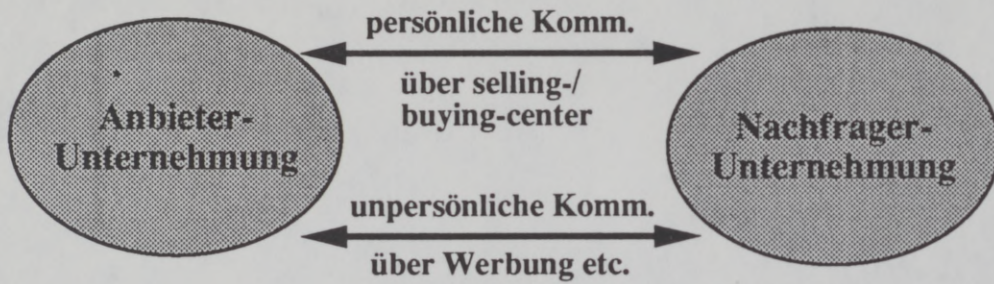 persönliche Komm.
über selling-/
buying-center
Anbieter-
Unternehmung
Nachfrager-
Unternehmung
unpersönliche Komm.
über Werbung etc.